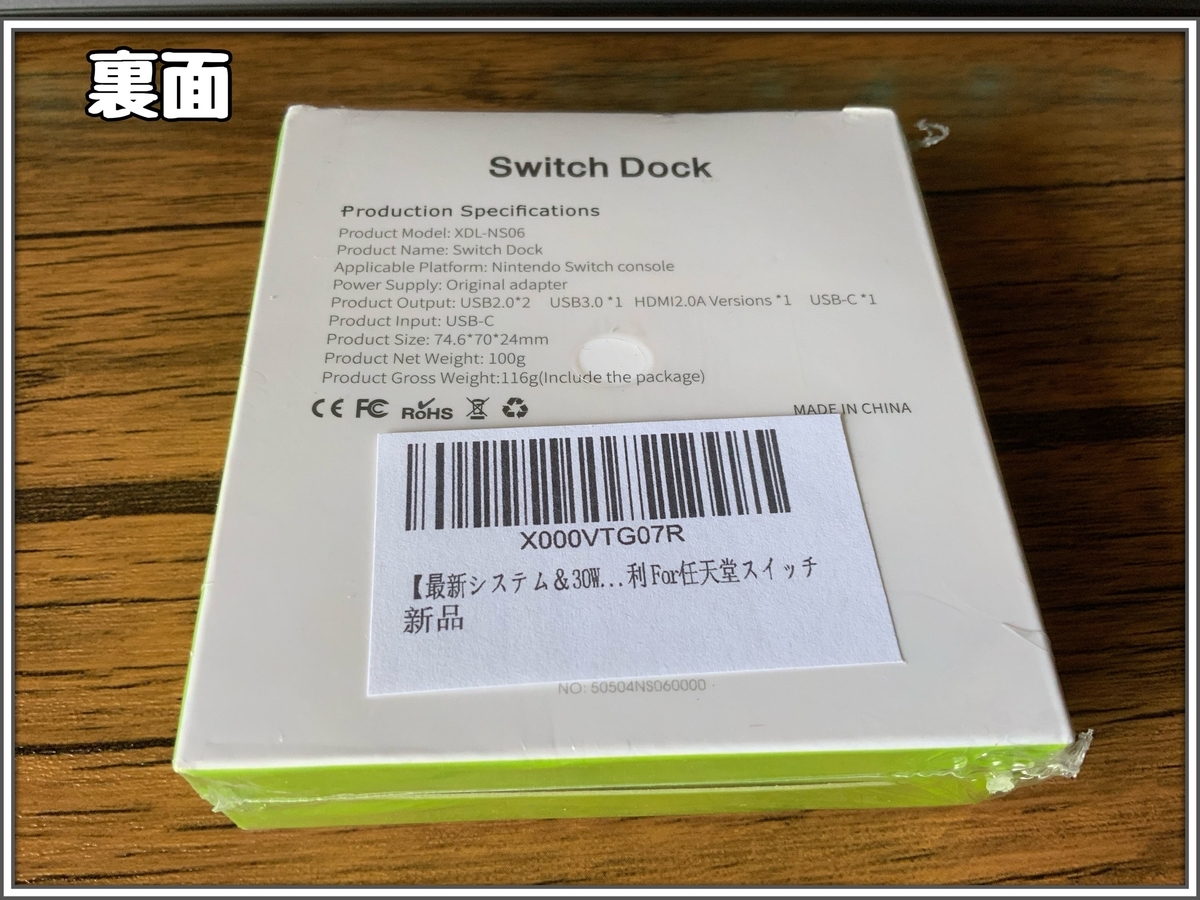 裏面
Switch Dock
Production Specifications
Product Model: XDL-NS06
Product Name: Switch Dock
Applicable Platform: Nintendo Switch console
Power Supply: Original adapter
Product Output: USB2.0*2 USB3.0 *1 HDMI2.0A Versions *1 USB-C *1
Product Input: USB-C
Product Size: 74.6*70*24mm
Product Net Weight: 100g
Product Gross Weight:116g(Include the package)
CE FC RoHS
MADE IN CHINA
X000VTG07R
【最新システム＆30W...利 For任天堂スイッチ
新品
NO: 50504NS060000